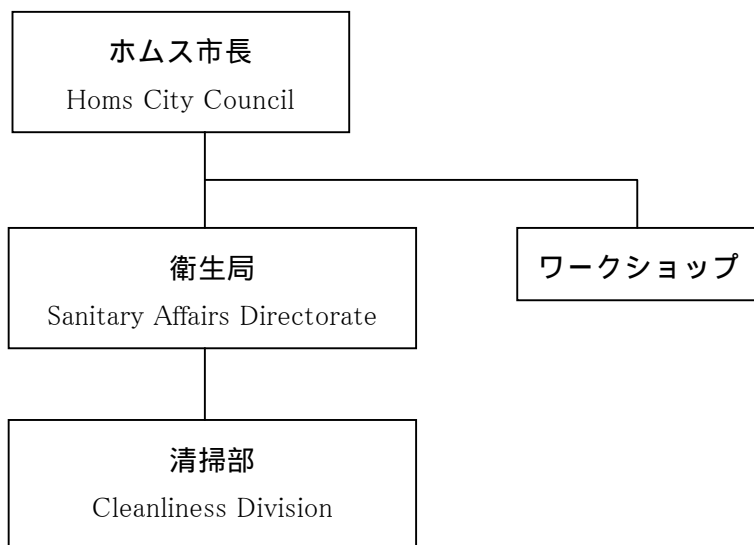 ホムス市長
Homs City Council
衛生局
Sanitary Affairs Directorate
ワークショップ
清掃部
Cleanliness Division